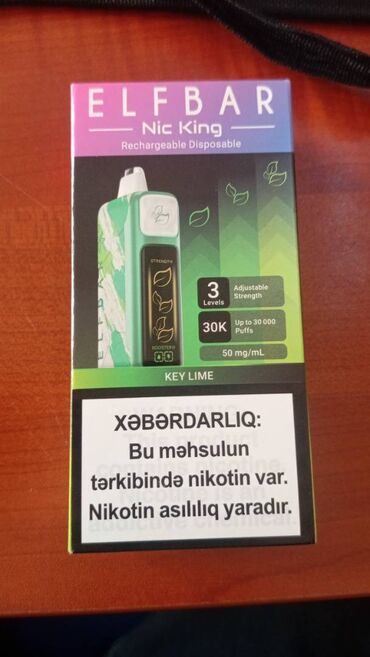 ELFBAR
Nic King
Rechargeable Disposable
STRENGTH
BOOSTING
3 Levels Adjustable Strength
30K Up to 30 000 Puffs
50 mg/mL
KEY LIME
XƏBƏRDARLIQ:
Bu məhsulun
tərkibində nikotin var.
Nikotin asılılıq yaradır.